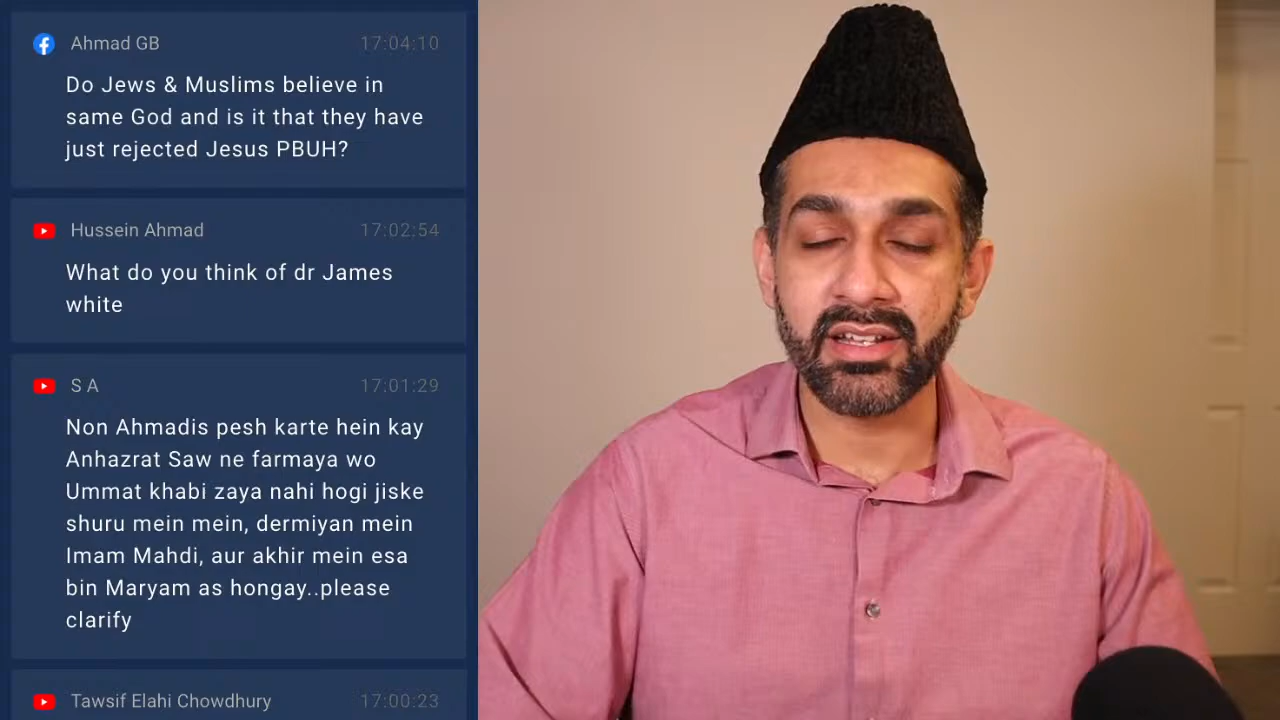 Ahmad GB 17:04:10
Do Jews & Muslims believe in
same God and is it that they have
just rejected Jesus PBUH?
Hussein Ahmad 17:02:54
What do you think of dr James
white
S A 17:01:29
Non Ahmadis pesh karte hein kay
Anhazrat Saw ne farmaya wo
Ummat khabi zaya nahi hogi jiske
shuru mein mein, dermiyan mein
Imam Mahdi, aur akhir mein esa
bin Maryam as hongay..please
clarify
Tawsif Elahi Chowdhury 17:00:23